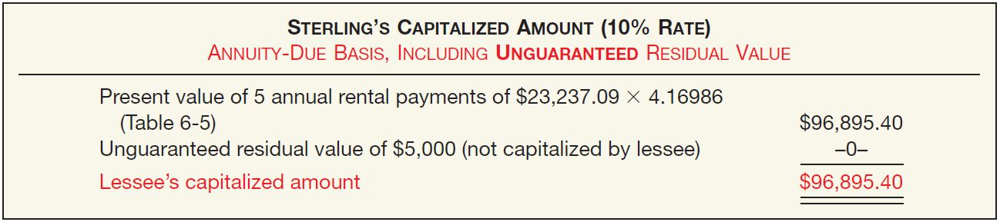 STERLING'S CAPITALIZED AMOUNT (10% RATE)
ANNUITY-DUE BASIS, INCLUDING UNGUARANTEED RESIDUAL VALUE
Present value of 5 annual rental payments of $23,237.09 × 4.16986
(Table 6-5) $96,895.40
Unguaranteed residual value of $5,000 (not capitalized by lessee) –0–
Lessee's capitalized amount $96,895.40